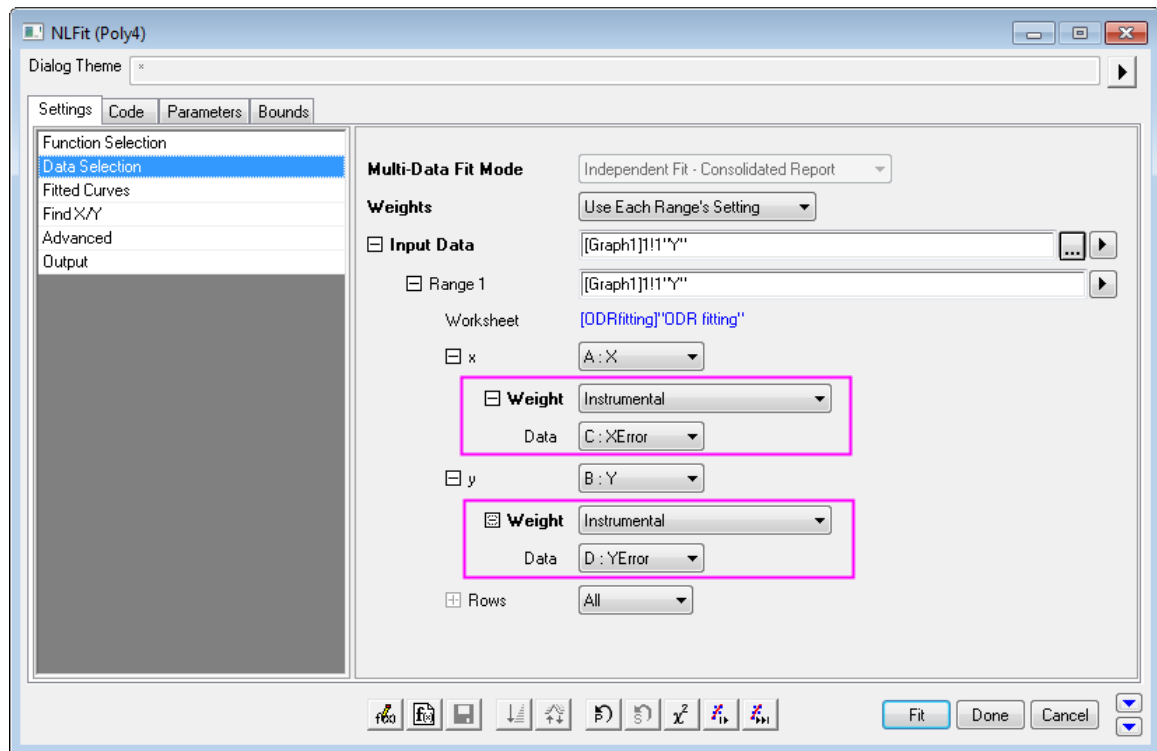 NLFit (Poly4)
Dialog Theme *
Settings Code Parameters Bounds
Function Selection
Data Selection
Fitted Curves
Find X/Y
Advanced
Output
Multi-Data Fit Mode Independent Fit - Consolidated Report
Weights Use Each Range's Setting
Input Data [Graph1]1!1"Y" ...
Range 1 [Graph1]1!1"Y"
Worksheet [ODRfitting]"ODR fitting"
x A : X
Weight Instrumental
Data C : XError
y B : Y
Weight Instrumental
Data D : YError
Rows All
Fit Done Cancel